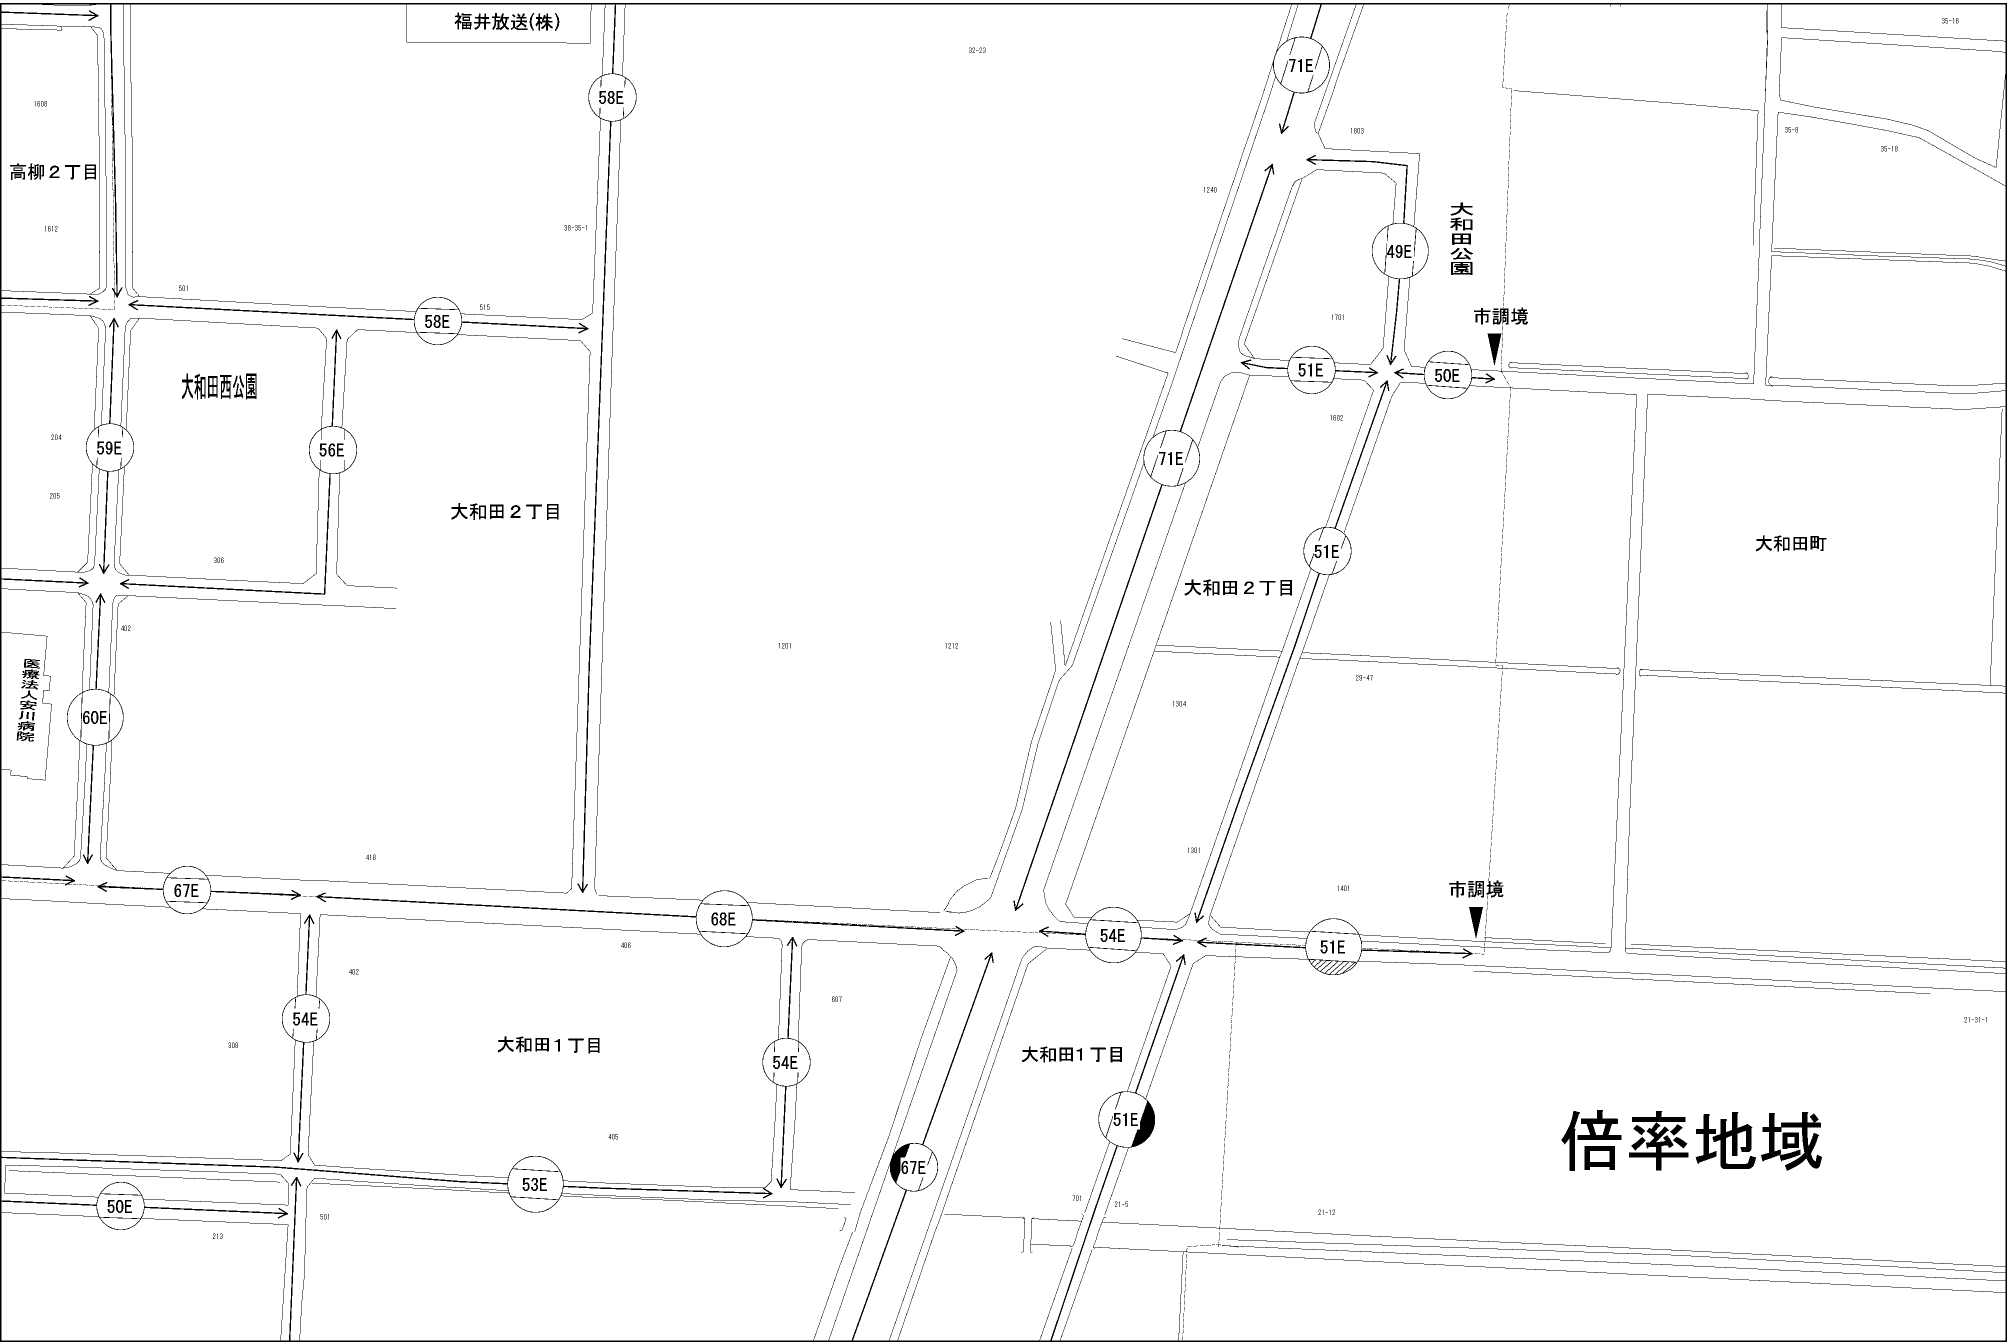 福井放送(株)
32-23
35-16
71E
58E
1608
1803
35-8
35-18
高柳２丁目
1240
大和田公園
1612
38-35-1
49E
501
515
58E
1701
市調境
51E
50E
大和田西公園
1602
204
59E
56E
71E
205
大和田２丁目
51E
大和田町
306
大和田２丁目
402
1201
1212
医療法人安川病院
29-47
1304
60E
1301
418
67E
1401
市調境
68E
54E
51E
406
402
607
54E
308
大和田１丁目
大和田１丁目
54E
21-31-1
51E
405
倍率地域
67E
53E
50E
701
21-5
21-12
501
213